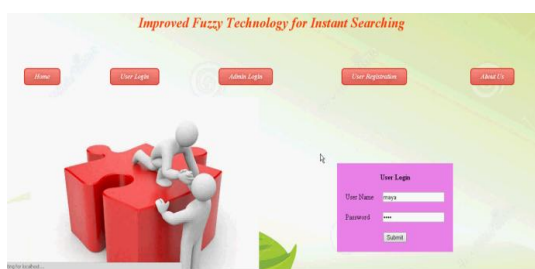 Improved Fuzzy Technology for Instant Searching
Home User Login Admin Login User Registration About Us
User Login
User Name maya
Password ••••
Submit